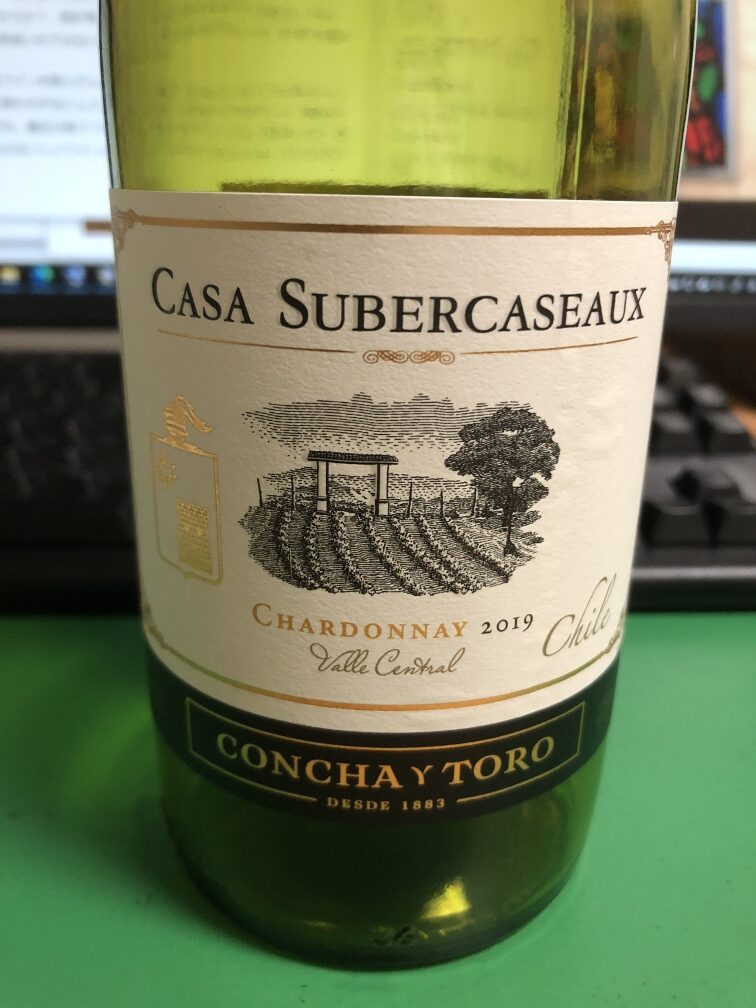 CASA SUBERCASEAUX
CHARDONNAY 2019
Valle Central
Chile
CONCHA Y TORO
DESDE 1883